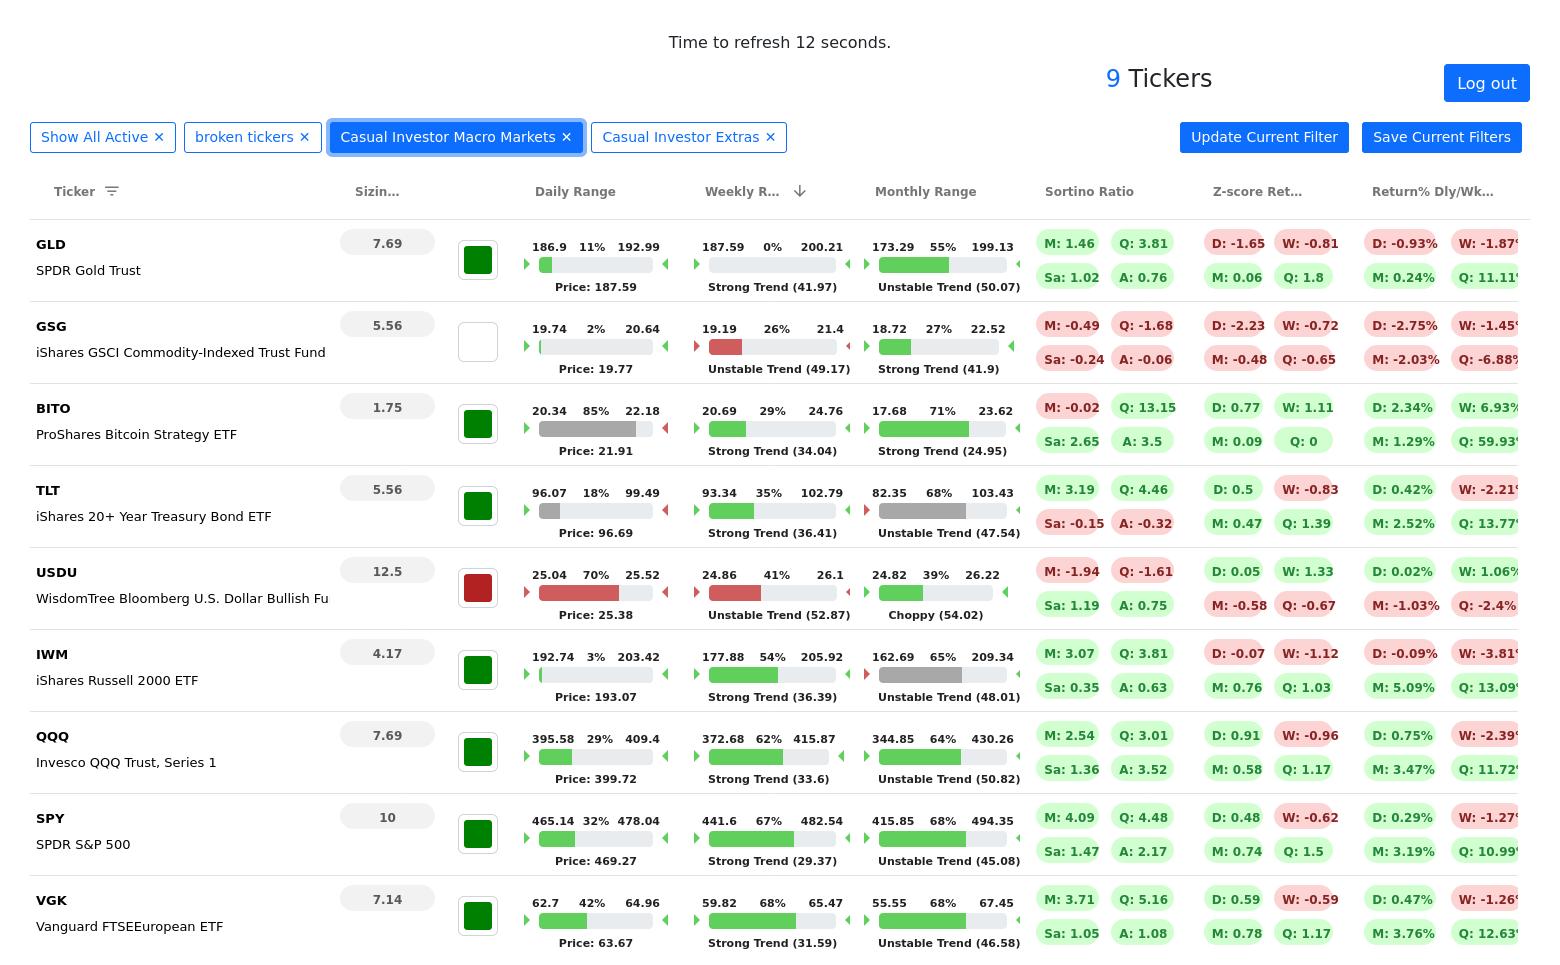 Time to refresh 12 seconds.
9 Tickers
Log out
Show All Active ✕ broken tickers ✕ Casual Investor Macro Markets ✕ Casual Investor Extras ✕ Update Current Filter Save Current Filters
Ticker Sizin... Daily Range Weekly R... Monthly Range Sortino Ratio Z-score Ret... Return% Dly/Wk...
GLD 7.69 186.9 11% 192.99 187.59 0% 200.21 173.29 55% 199.13 M: 1.46 Q: 3.81 D: -1.65 W: -0.81 D: -0.93% W: -1.87%
SPDR Gold Trust Price: 187.59 Strong Trend (41.97) Unstable Trend (50.07) Sa: 1.02 A: 0.76 M: 0.06 Q: 1.8 M: 0.24% Q: 11.11%
GSG 5.56 19.74 2% 20.64 19.19 26% 21.4 18.72 27% 22.52 M: -0.49 Q: -1.68 D: -2.23 W: -0.72 D: -2.75% W: -1.45%
iShares GSCI Commodity-Indexed Trust Fund Price: 19.77 Unstable Trend (49.17) Strong Trend (41.9) Sa: -0.24 A: -0.06 M: -0.48 Q: -0.65 M: -2.03% Q: -6.88%
BITO 1.75 20.34 85% 22.18 20.69 29% 24.76 17.68 71% 23.62 M: -0.02 Q: 13.15 D: 0.77 W: 1.11 D: 2.34% W: 6.93%
ProShares Bitcoin Strategy ETF Price: 21.91 Strong Trend (34.04) Strong Trend (24.95) Sa: 2.65 A: 3.5 M: 0.09 Q: 0 M: 1.29% Q: 59.93%
TLT 5.56 96.07 18% 99.49 93.34 35% 102.79 82.35 68% 103.43 M: 3.19 Q: 4.46 D: 0.5 W: -0.83 D: 0.42% W: -2.21%
iShares 20+ Year Treasury Bond ETF Price: 96.69 Strong Trend (36.41) Unstable Trend (47.54) Sa: -0.15 A: -0.32 M: 0.47 Q: 1.39 M: 2.52% Q: 13.77%
USDU 12.5 25.04 70% 25.52 24.86 41% 26.1 24.82 39% 26.22 M: -1.94 Q: -1.61 D: 0.05 W: 1.33 D: 0.02% W: 1.06%
WisdomTree Bloomberg U.S. Dollar Bullish Fu Price: 25.38 Unstable Trend (52.87) Choppy (54.02) Sa: 1.19 A: 0.75 M: -0.58 Q: -0.67 M: -1.03% Q: -2.4%
IWM 4.17 192.74 3% 203.42 177.88 54% 205.92 162.69 65% 209.34 M: 3.07 Q: 3.81 D: -0.07 W: -1.12 D: -0.09% W: -3.81%
iShares Russell 2000 ETF Price: 193.07 Strong Trend (36.39) Unstable Trend (48.01) Sa: 0.35 A: 0.63 M: 0.76 Q: 1.03 M: 5.09% Q: 13.09%
QQQ 7.69 395.58 29% 409.4 372.68 62% 415.87 344.85 64% 430.26 M: 2.54 Q: 3.01 D: 0.91 W: -0.96 D: 0.75% W: -2.39%
Invesco QQQ Trust, Series 1 Price: 399.72 Strong Trend (33.6) Unstable Trend (50.82) Sa: 1.36 A: 3.52 M: 0.58 Q: 1.17 M: 3.47% Q: 11.72%
SPY 10 465.14 32% 478.04 441.6 67% 482.54 415.85 68% 494.35 M: 4.09 Q: 4.48 D: 0.48 W: -0.62 D: 0.29% W: -1.27%
SPDR S&P 500 Price: 469.27 Strong Trend (29.37) Unstable Trend (45.08) Sa: 1.47 A: 2.17 M: 0.74 Q: 1.5 M: 3.19% Q: 10.99%
VGK 7.14 62.7 42% 64.96 59.82 68% 65.47 55.55 68% 67.45 M: 3.71 Q: 5.16 D: 0.59 W: -0.59 D: 0.47% W: -1.26%
Vanguard FTSEEuropean ETF Price: 63.67 Strong Trend (31.59) Unstable Trend (46.58) Sa: 1.05 A: 1.08 M: 0.78 Q: 1.17 M: 3.76% Q: 12.63%